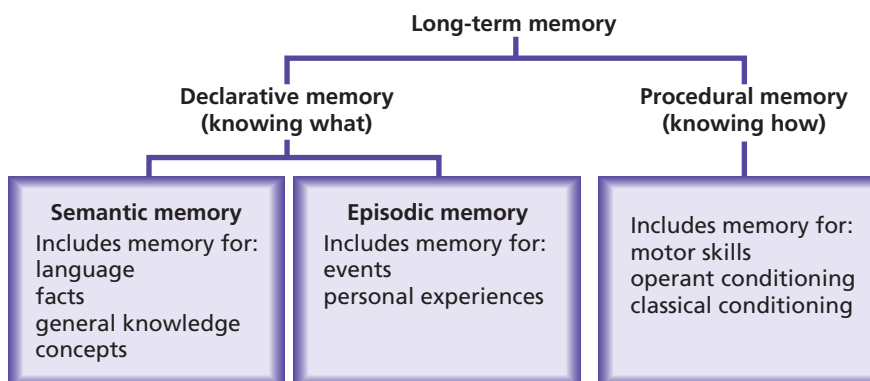 Long-term memory
Declarative memory
(knowing what)
Procedural memory
(knowing how)
Semantic memory
Includes memory for:
language
facts
general knowledge
concepts
Episodic memory
Includes memory for:
events
personal experiences
Includes memory for:
motor skills
operant conditioning
classical conditioning